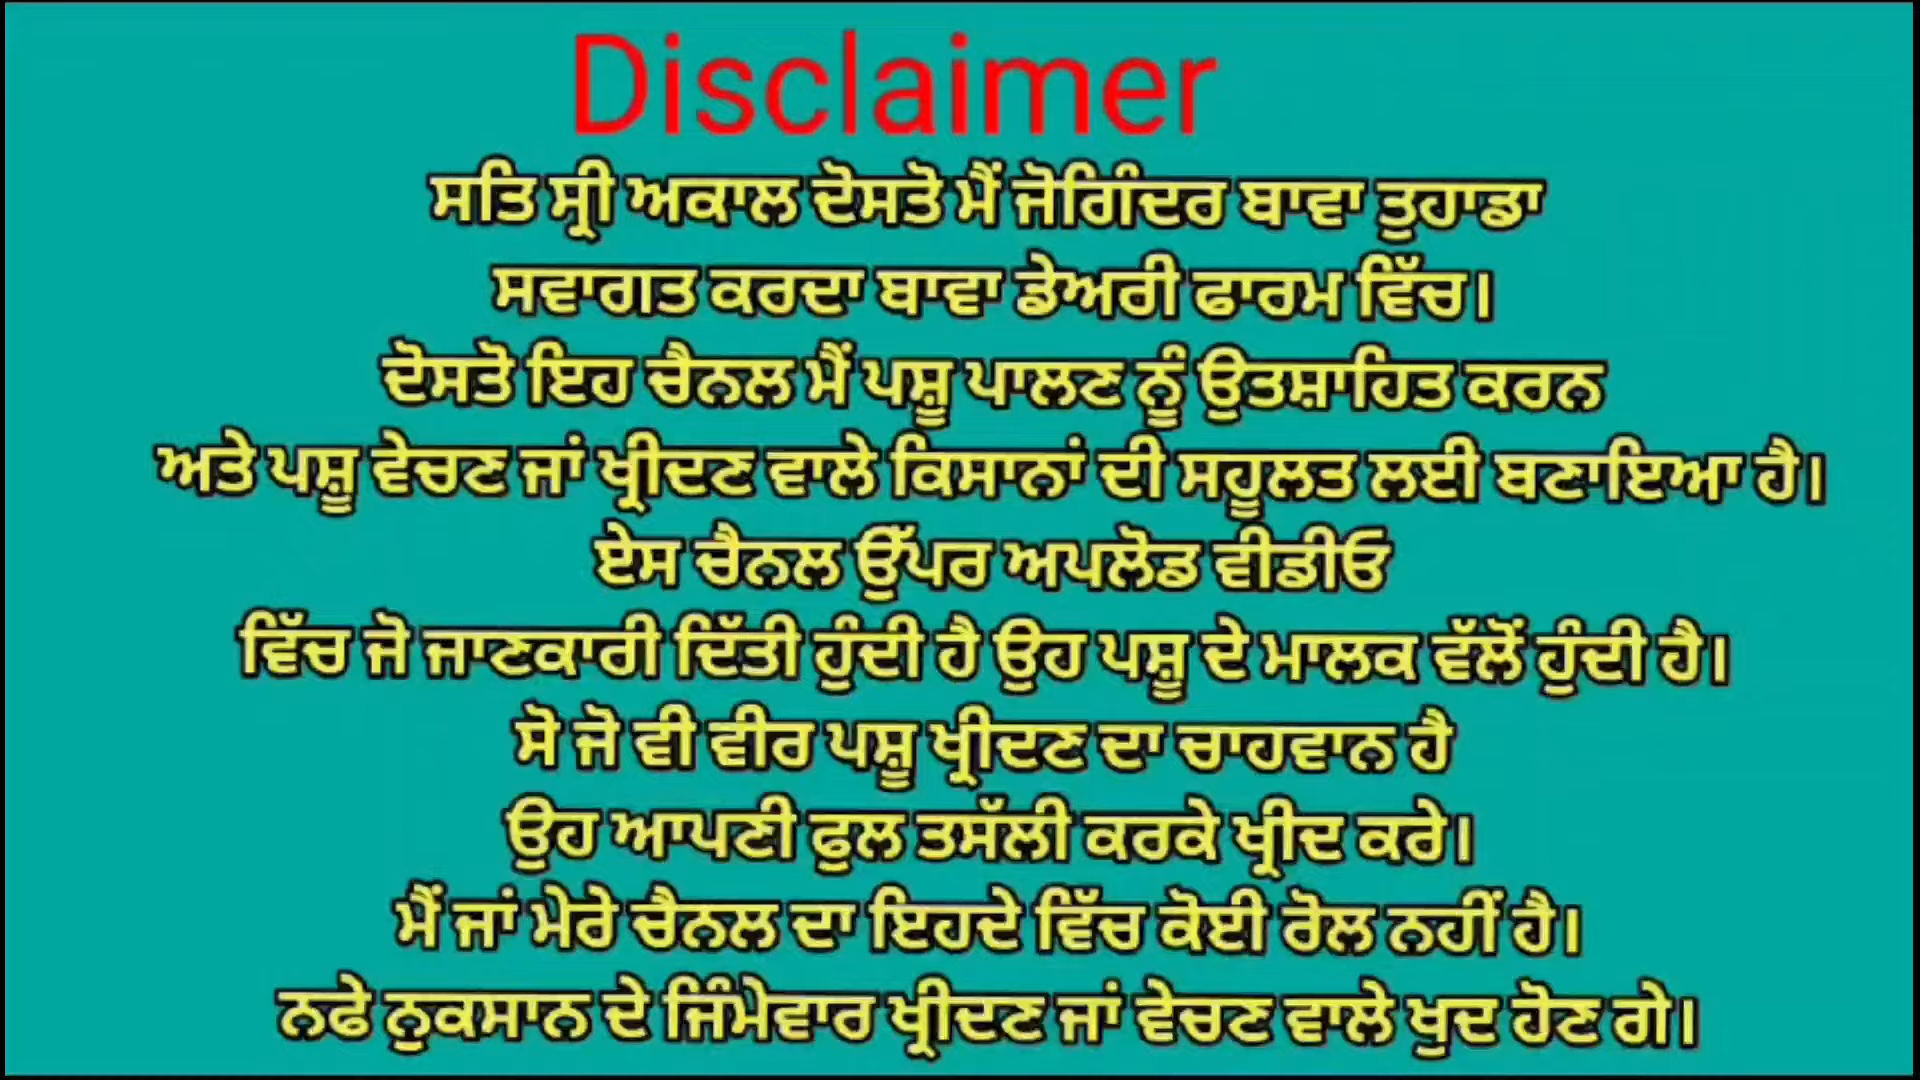 Disclaimer
ਸਤਿ ਸ੍ਰੀ ਅਕਾਲ ਦੋਸਤੋ ਮੈਂ ਜੋਗਿੰਦਰ ਬਾਵਾ ਤੁਹਾਡਾ
ਸਵਾਗਤ ਕਰਦਾ ਬਾਵਾ ਡੇਅਰੀ ਫਾਰਮ ਵਿੱਚ।
ਦੋਸਤੋ ਇਹ ਚੈਨਲ ਮੈਂ ਪਸ਼ੂ ਪਾਲਣ ਨੂੰ ਉਤਸ਼ਾਹਿਤ ਕਰਨ
ਅਤੇ ਪਸ਼ੂ ਵੇਚਣ ਜਾਂ ਖ੍ਰੀਦਣ ਵਾਲੇ ਕਿਸਾਨਾਂ ਦੀ ਸਹੂਲਤ ਲਈ ਬਣਾਇਆ ਹੈ।
ਏਸ ਚੈਨਲ ਉੱਪਰ ਅਪਲੋਡ ਵੀਡੀਓ
ਵਿੱਚ ਜੋ ਜਾਣਕਾਰੀ ਦਿੱਤੀ ਹੁੰਦੀ ਹੈ ਉਹ ਪਸ਼ੂ ਦੇ ਮਾਲਕ ਵੱਲੋਂ ਹੁੰਦੀ ਹੈ।
ਸੋ ਜੋ ਵੀ ਵੀਰ ਪਸ਼ੂ ਖ੍ਰੀਦਣ ਦਾ ਚਾਹਵਾਨ ਹੈ
ਉਹ ਆਪਣੀ ਫੁਲ ਤਸੱਲੀ ਕਰਕੇ ਖ੍ਰੀਦ ਕਰੇ।
ਮੈਂ ਜਾਂ ਮੇਰੇ ਚੈਨਲ ਦਾ ਇਹਦੇ ਵਿੱਚ ਕੋਈ ਰੋਲ ਨਹੀਂ ਹੈ।
ਨਫੇ ਨੁਕਸਾਨ ਦੇ ਜਿੰਮੇਵਾਰ ਖ੍ਰੀਦਣ ਜਾਂ ਵੇਚਣ ਵਾਲੇ ਖੁਦ ਹੋਣ ਗੇ।